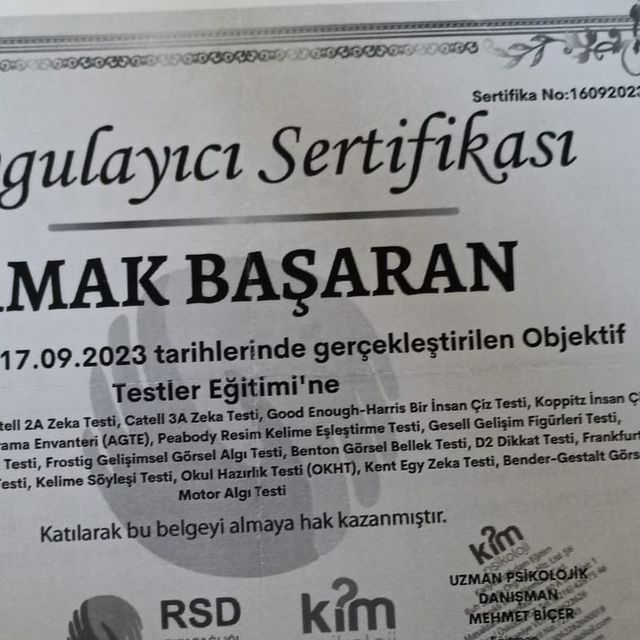 Sertifika No:16092023
gulayıcı Sertifikası
MAK BAŞARAN
17.09.2023 tarihlerinde gerçekleştirilen Objektif
Testler Eğitimi'ne
tell 2A Zeka Testi, Catell 3A Zeka Testi, Good Enough-Harris Bir İnsan Çiz Testi, Koppitz İnsan Ç
rama Envanteri (AGTE), Peabody Resim Kelime Eşleştirme Testi, Gesell Gelişim Figürleri Testi,
Testi, Frostig Gelişimsel Görsel Algı Testi, Benton Görsel Bellek Testi, D2 Dikkat Testi, Frankfurt
Testi, Kelime Söyleşi Testi, Okul Hazırlık Testi (OKHT), Kent Egy Zeka Testi, Bender-Gestalt Görs
Motor Algı Testi
Katılarak bu belgeyi almaya hak kazanmıştır.
kim
psikoloji
UZMAN PSİKOLOJİK
DANIŞMAN
MEHMET BİÇER
RSD
kim